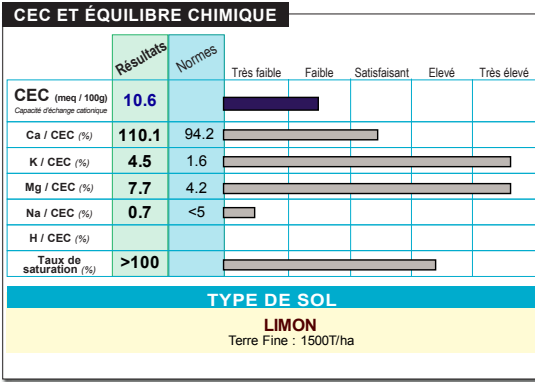 CEC ET ÉQUILIBRE CHIMIQUE
Résultats Normes
Très faible Faible Satisfaisant Elevé Très élevé
CEC (meq / 100g) 10.6
Capacité d'échange cationique
Ca / CEC (%) 110.1 94.2
K / CEC (%) 4.5 1.6
Mg / CEC (%) 7.7 4.2
Na / CEC (%) 0.7 <5
H / CEC (%)
Taux de saturation (%) >100
TYPE DE SOL
LIMON
Terre Fine : 1500T/ha